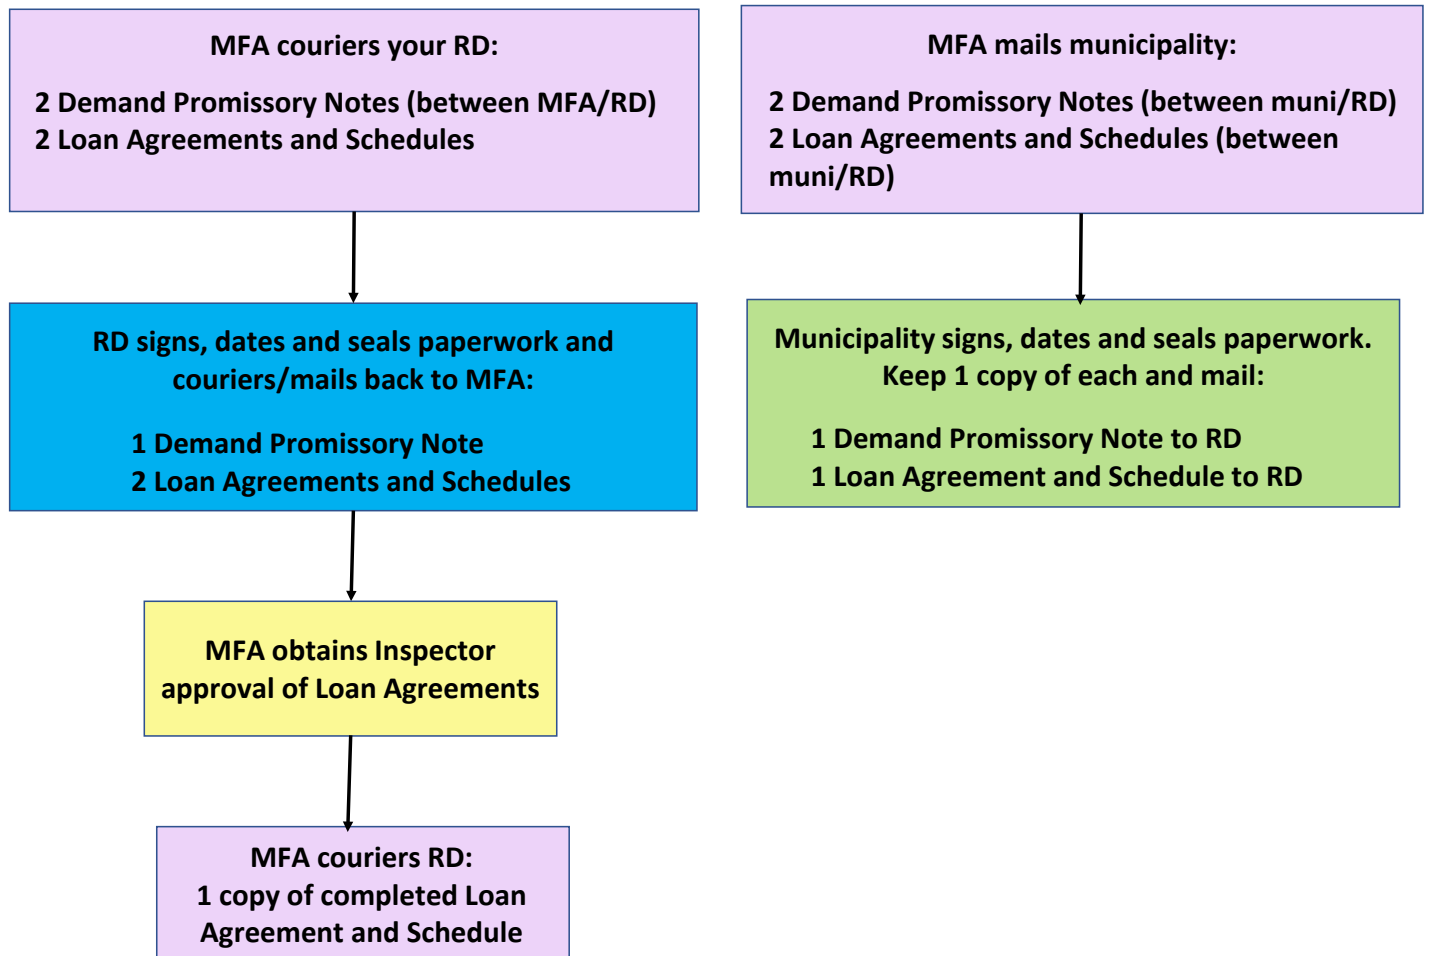 MFA couriers your RD:
2 Demand Promissory Notes (between MFA/RD)
2 Loan Agreements and Schedules
MFA mails municipality:
2 Demand Promissory Notes (between muni/RD)
2 Loan Agreements and Schedules (between
muni/RD)
RD signs, dates and seals paperwork and
couriers/mails back to MFA:
1 Demand Promissory Note
2 Loan Agreements and Schedules
Municipality signs, dates and seals paperwork.
Keep 1 copy of each and mail:
1 Demand Promissory Note to RD
1 Loan Agreement and Schedule to RD
MFA obtains Inspector
approval of Loan Agreements
MFA couriers RD:
1 copy of completed Loan
Agreement and Schedule